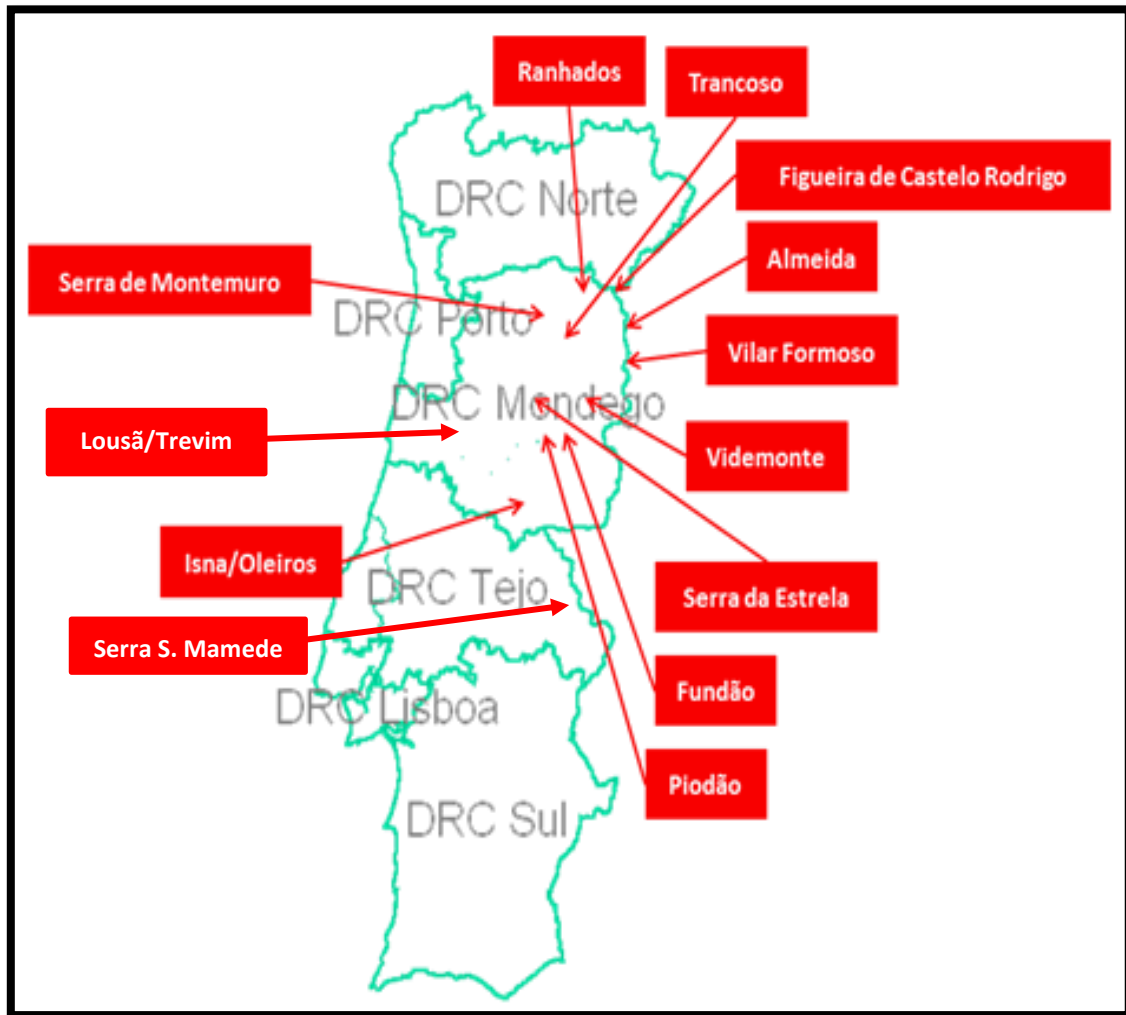 Ranhados
Trancoso
DRC Norte
Figueira de Castelo Rodrigo
Almeida
Serra de Montemuro
DRC Porto
Vilar Formoso
DRC Mondego
Lousã/Trevim
Videmonte
Isna/Oleiros
DRC Tejo
Serra da Estrela
Serra S. Mamede
Fundão
DRC Lisboa
Piodão
DRC Sul